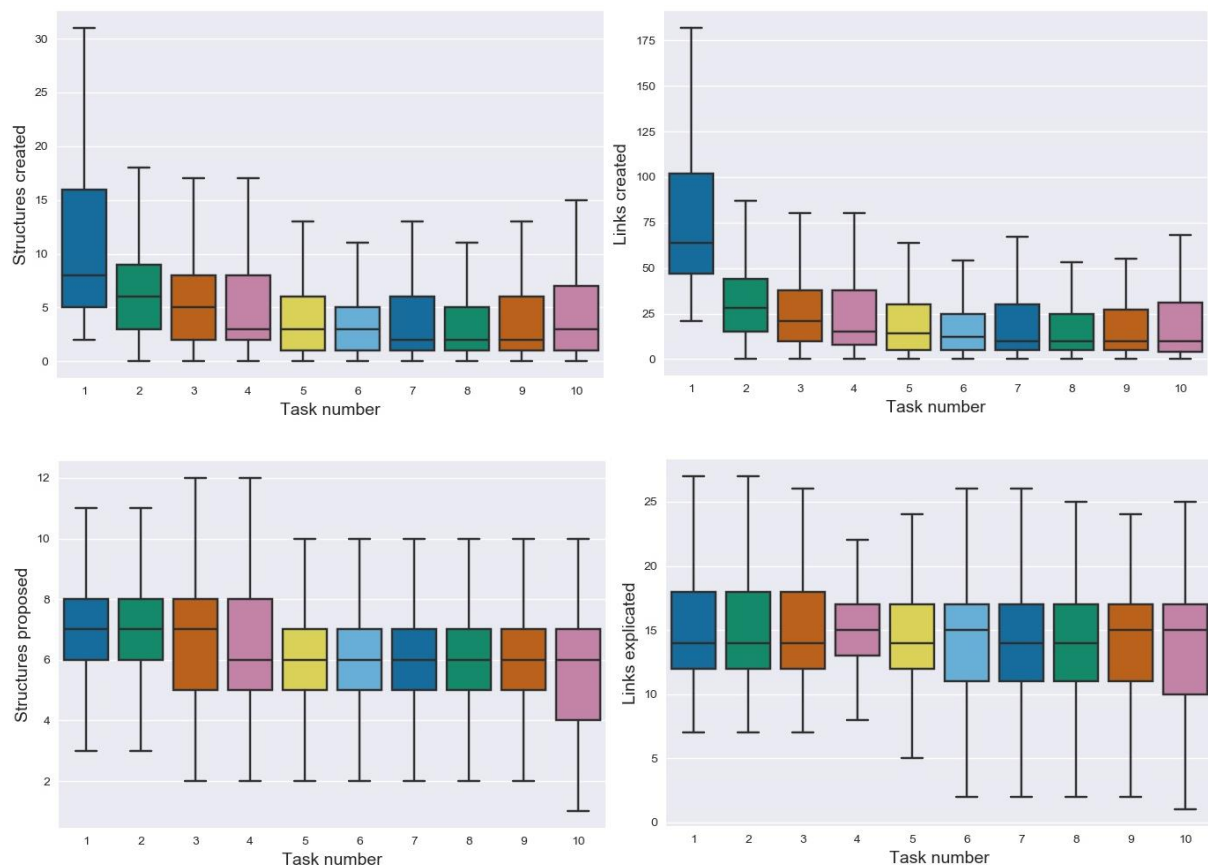 Structures created
30
25
20
15
10
5
0
1 2 3 4 5 6 7 8 9 10
Task number
Links created
175
150
125
100
75
50
25
0
1 2 3 4 5 6 7 8 9 10
Task number
Structures proposed
12
10
8
6
4
2
1 2 3 4 5 6 7 8 9 10
Task number
Links explicated
25
20
15
10
5
0
1 2 3 4 5 6 7 8 9 10
Task number